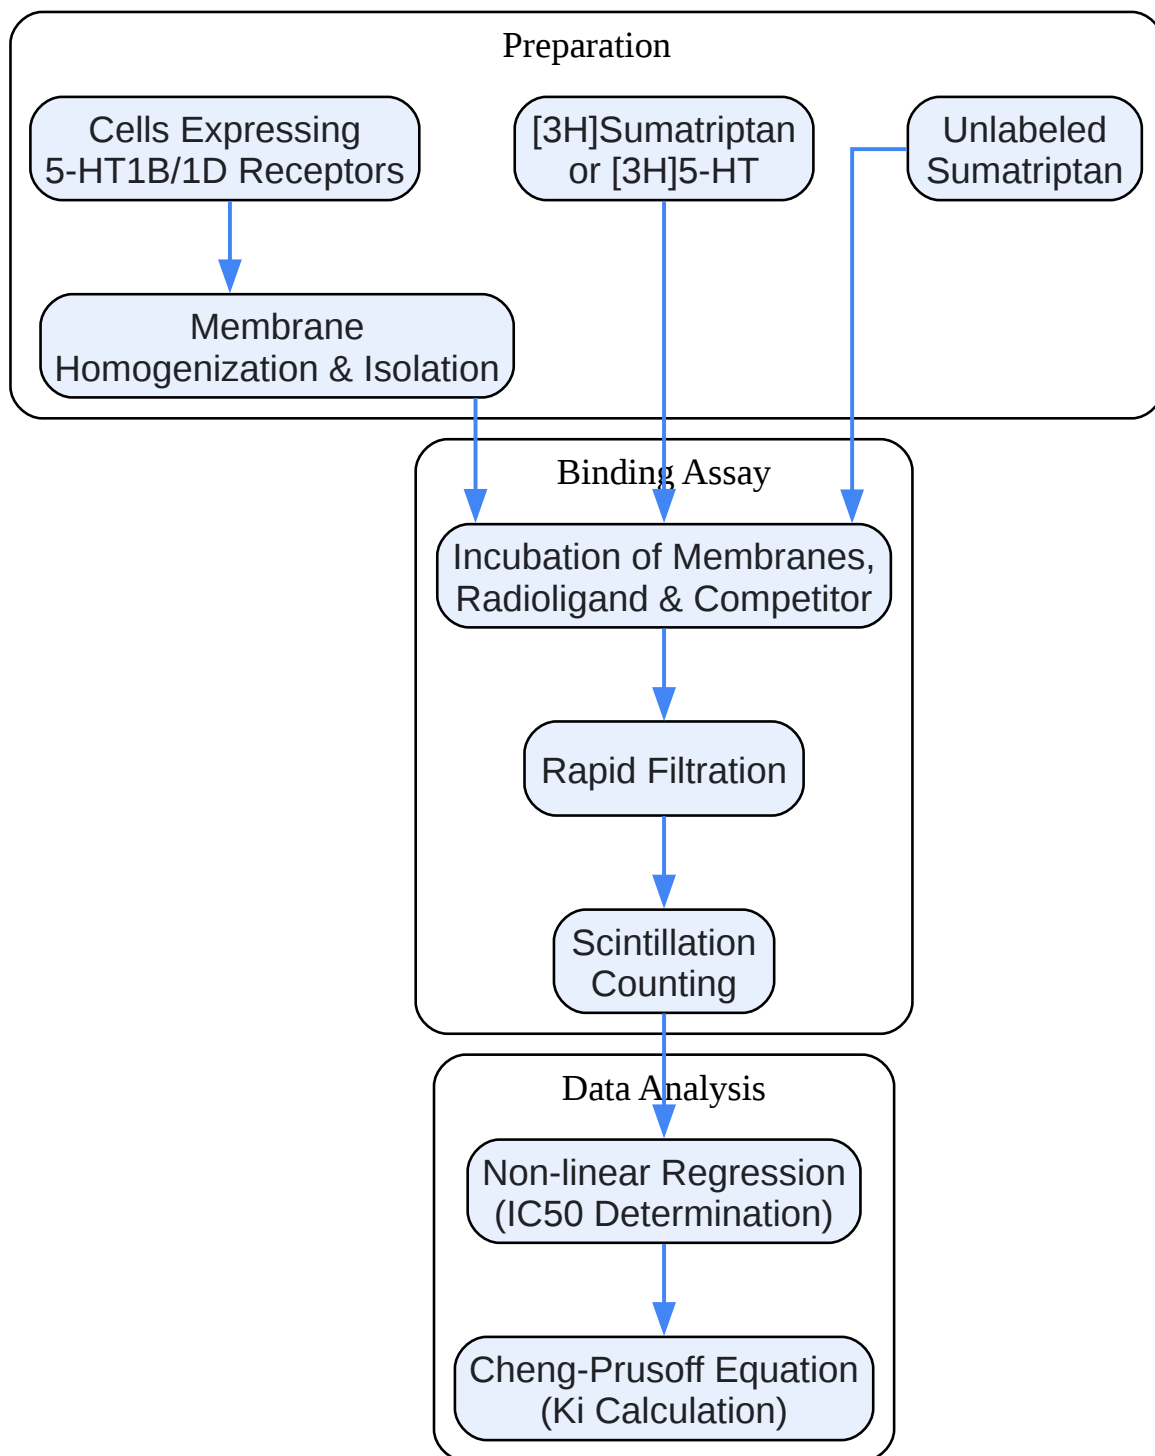 Preparation
Cells Expressing
5-HT1B/1D Receptors
[3H]Sumatriptan
or [3H]5-HT
Unlabeled
Sumatriptan
Membrane
Homogenization & Isolation
Binding Assay
Incubation of Membranes,
Radioligand & Competitor
Rapid Filtration
Scintillation
Counting
Data Analysis
Non-linear Regression
(IC50 Determination)
Cheng-Prusoff Equation
(Ki Calculation)